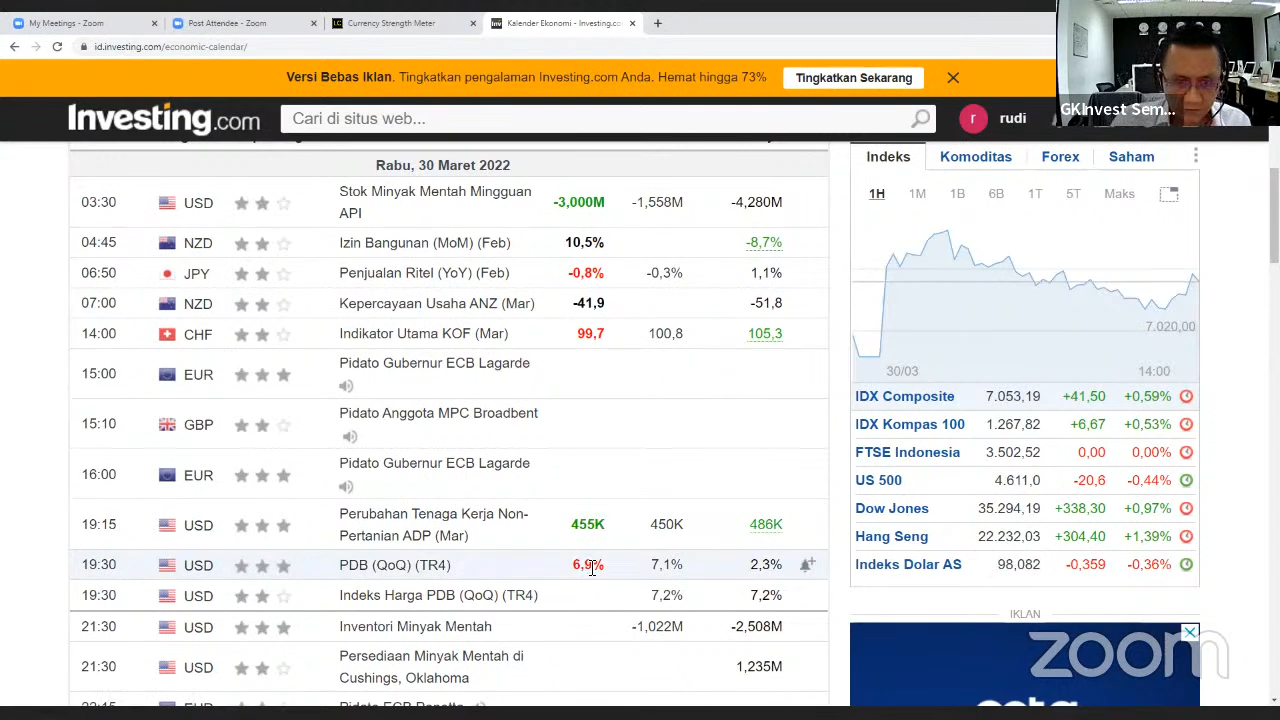 My Meetings - Zoom
Post Attendee - Zoom
Currency Strength Meter
Kalender Ekonomi - Investing.co
id.investing.com/economic-calendar/
Versi Bebas Iklan. Tingkatkan pengalaman Investing.com Anda. Hemat hingga 73%
Tingkatkan Sekarang
GKInvest Sem...
Investing.com
Cari di situs web...
r
rudi
Rabu, 30 Maret 2022
03:30 USD Stok Minyak Mentah Mingguan API -3,000M -1,558M -4,280M
04:45 NZD Izin Bangunan (MoM) (Feb) 10,5% -8,7%
06:50 JPY Penjualan Ritel (YoY) (Feb) -0,8% -0,3% 1,1%
07:00 NZD Kepercayaan Usaha ANZ (Mar) -41,9 -51,8
14:00 CHF Indikator Utama KOF (Mar) 99,7 100,8 105,3
15:00 EUR Pidato Gubernur ECB Lagarde
15:10 GBP Pidato Anggota MPC Broadbent
16:00 EUR Pidato Gubernur ECB Lagarde
19:15 USD Perubahan Tenaga Kerja Non-Pertanian ADP (Mar) 455K 450K 486K
19:30 USD PDB (QoQ) (TR4) 6,9% 7,1% 2,3%
19:30 USD Indeks Harga PDB (QoQ) (TR4) 7,2% 7,2%
21:30 USD Inventori Minyak Mentah -1,022M -2,508M
21:30 USD Persediaan Minyak Mentah di Cushings, Oklahoma 1,235M
Indeks Komoditas Forex Saham
1H 1M 1B 6B 1T 5T Maks
7.020,00
30/03 14:00
IDX Composite 7.053,19 +41,50 +0,59%
IDX Kompas 100 1.267,82 +6,67 +0,53%
FTSE Indonesia 3.502,52 0,00 0,00%
US 500 4.611,0 -20,6 -0,44%
Dow Jones 35.294,19 +338,30 +0,97%
Hang Seng 22.232,03 +304,40 +1,39%
Indeks Dolar AS 98,082 -0,359 -0,36%
IKLAN
zoom